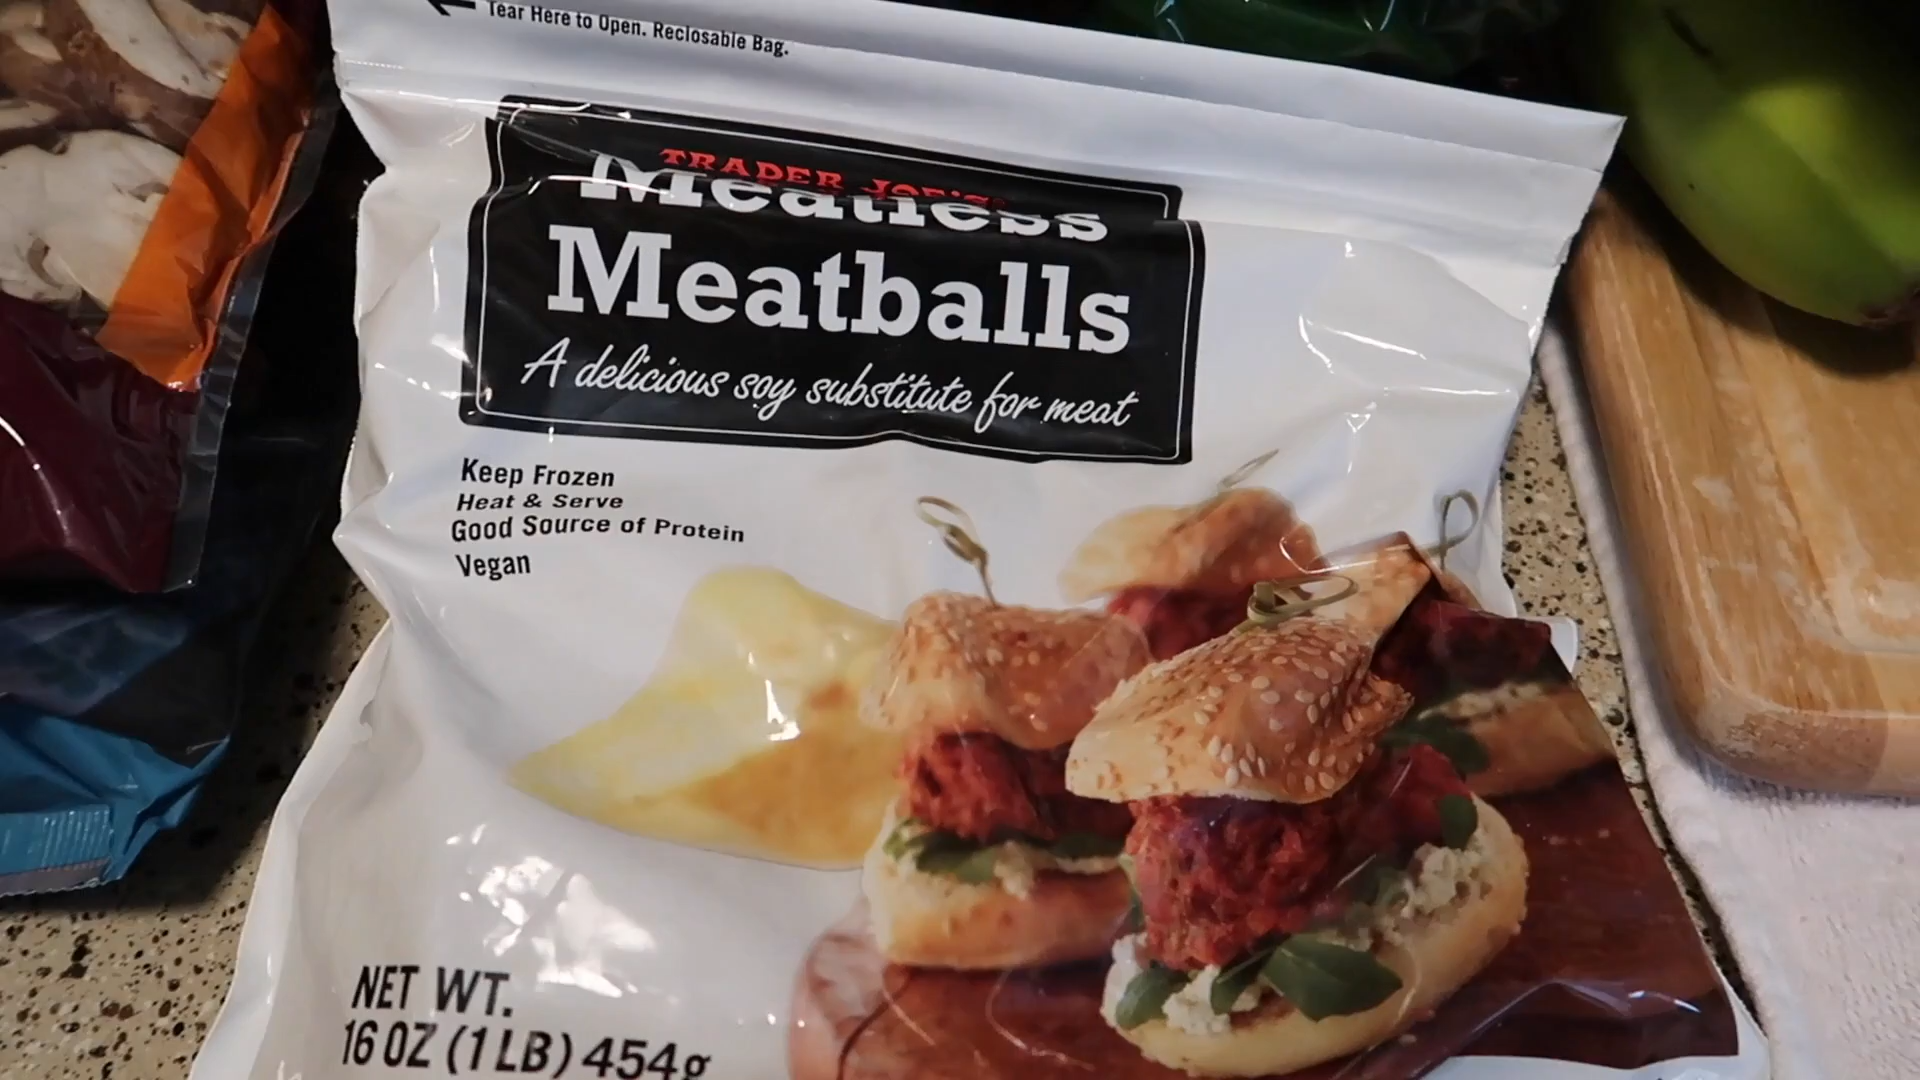 Tear Here to Open. Reclosable Bag.
TRADER JOE'S
Meatless
Meatballs
A delicious soy substitute for meat
Keep Frozen
Heat & Serve
Good Source of Protein
Vegan
NET WT.
16 OZ (1 LB) 454g